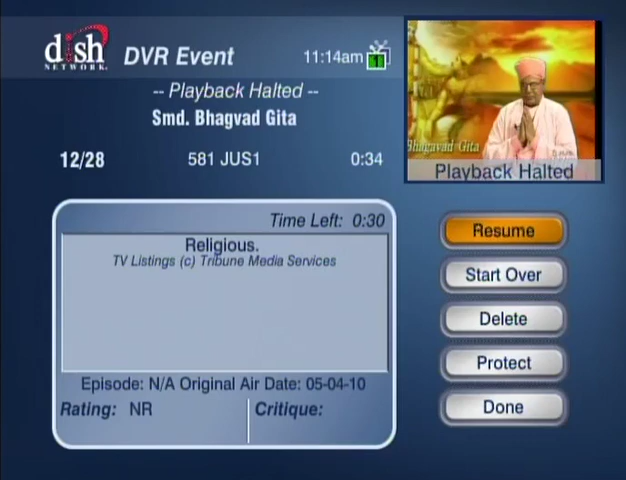 dish
NETWORK.
DVR Event
11:14am
1
-- Playback Halted --
Smd. Bhagvad Gita
12/28
581 JUS1
0:34
Bhagavad Gita
Playback Halted
Time Left: 0:30
Religious.
TV Listings (c) Tribune Media Services
Episode: N/A Original Air Date: 05-04-10
Rating: NR
Critique:
Resume
Start Over
Delete
Protect
Done